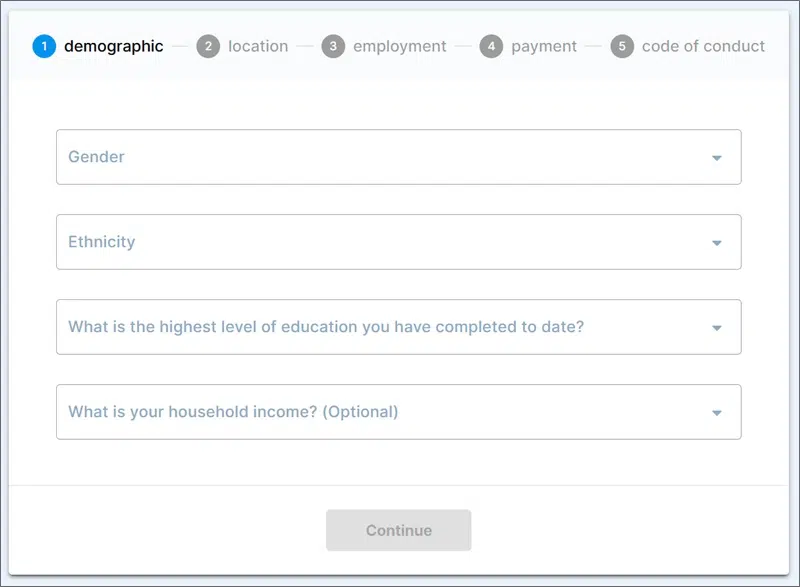 1 demographic 2 location 3 employment 4 payment 5 code of conduct
Gender
Ethnicity
What is the highest level of education you have completed to date?
What is your household income? (Optional)
Continue